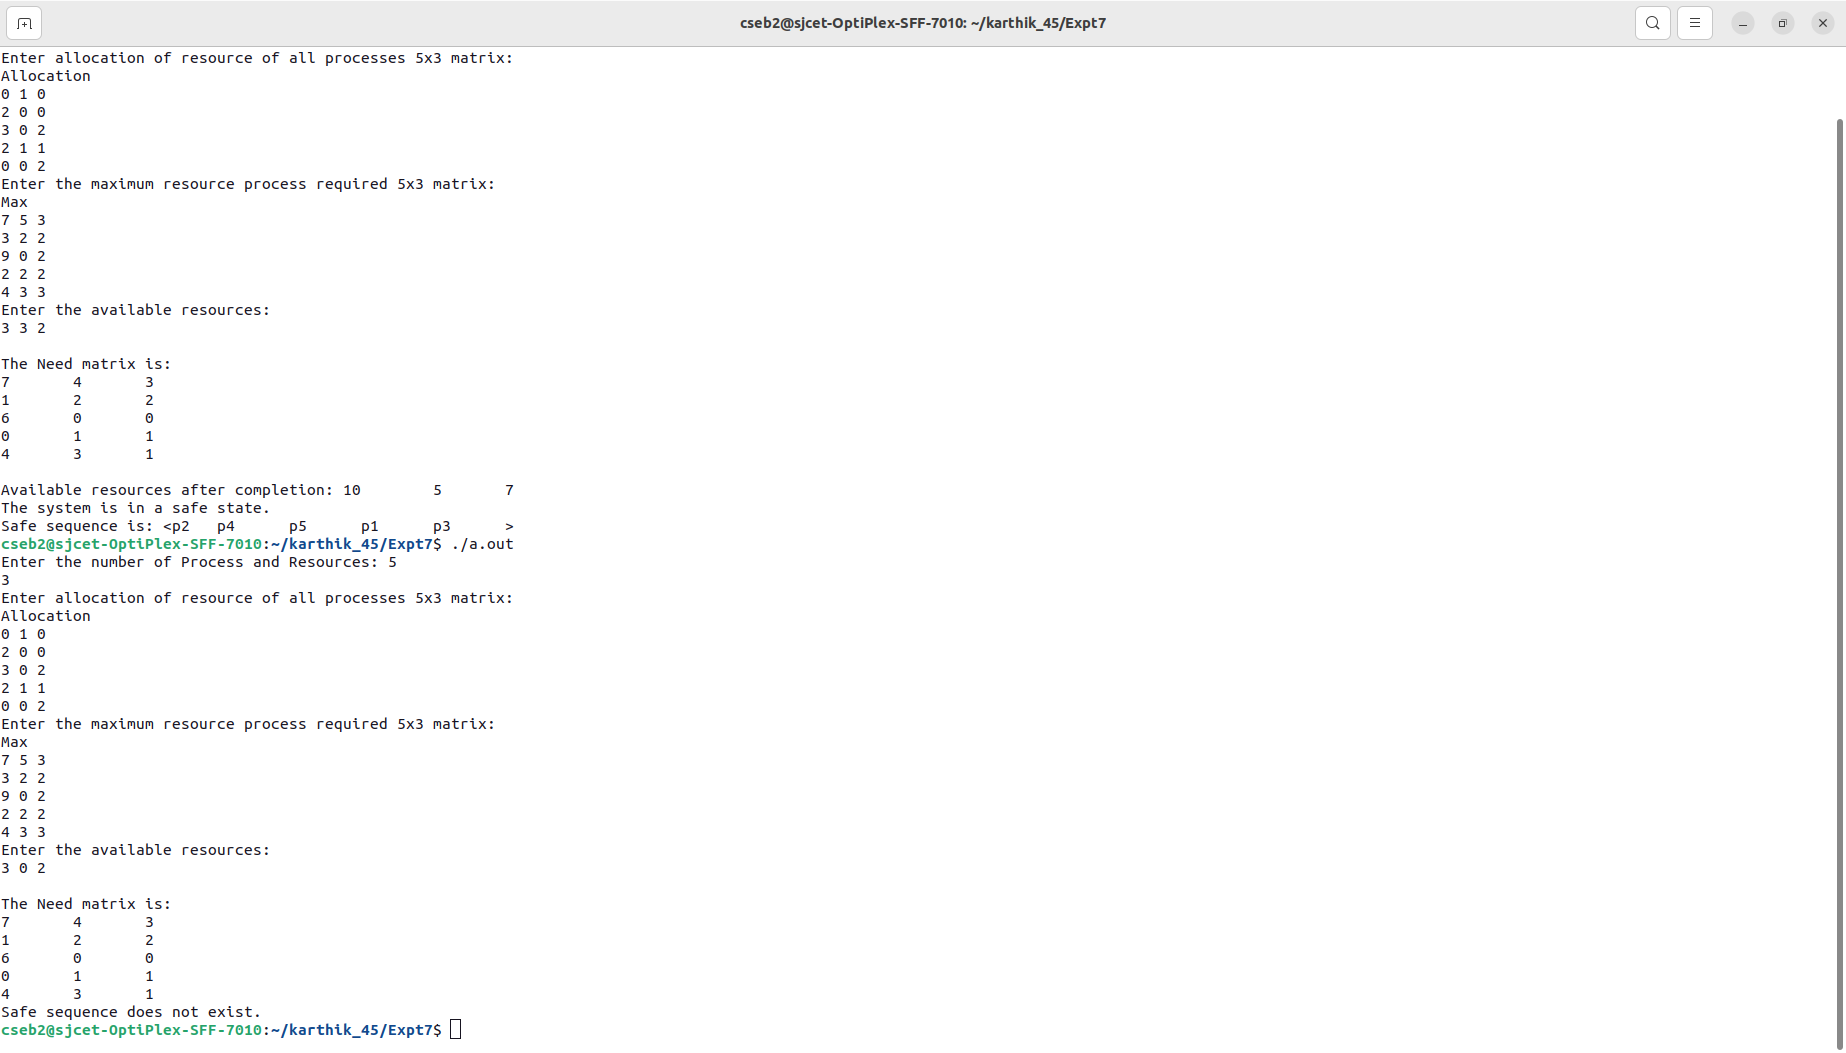 cseb2@sjcet-OptiPlex-SFF-7010: ~/karthik_45/Expt7
Enter allocation of resource of all processes 5x3 matrix:
Allocation
0 1 0
2 0 0
3 0 2
2 1 1
0 0 2
Enter the maximum resource process required 5x3 matrix:
Max
7 5 3
3 2 2
9 0 2
2 2 2
4 3 3
Enter the available resources:
3 3 2

The Need matrix is:
7       4       3
1       2       2
6       0       0
0       1       1
4       3       1

Available resources after completion: 10        5       7
The system is in a safe state.
Safe sequence is: <p2   p4      p5      p1      p3      >
cseb2@sjcet-OptiPlex-SFF-7010:~/karthik_45/Expt7$ ./a.out
Enter the number of Process and Resources: 5
3
Enter allocation of resource of all processes 5x3 matrix:
Allocation
0 1 0
2 0 0
3 0 2
2 1 1
0 0 2
Enter the maximum resource process required 5x3 matrix:
Max
7 5 3
3 2 2
9 0 2
2 2 2
4 3 3
Enter the available resources:
3 0 2

The Need matrix is:
7       4       3
1       2       2
6       0       0
0       1       1
4       3       1
Safe sequence does not exist.
cseb2@sjcet-OptiPlex-SFF-7010:~/karthik_45/Expt7$